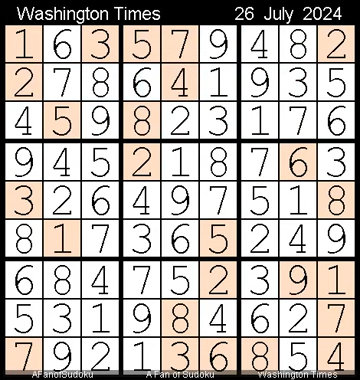 Washington Times 26 July 2024
1 6 3 5 7 9 4 8 2
2 7 8 6 4 1 9 3 5
4 5 9 8 2 3 1 7 6
9 4 5 2 1 8 7 6 3
3 2 6 4 9 7 5 1 8
8 1 7 3 6 5 2 4 9
6 8 4 7 5 2 3 9 1
5 3 1 9 8 4 6 2 7
7 9 2 1 3 6 8 5 4
AFanofSudoku A Fan of Sudoku Washington Times